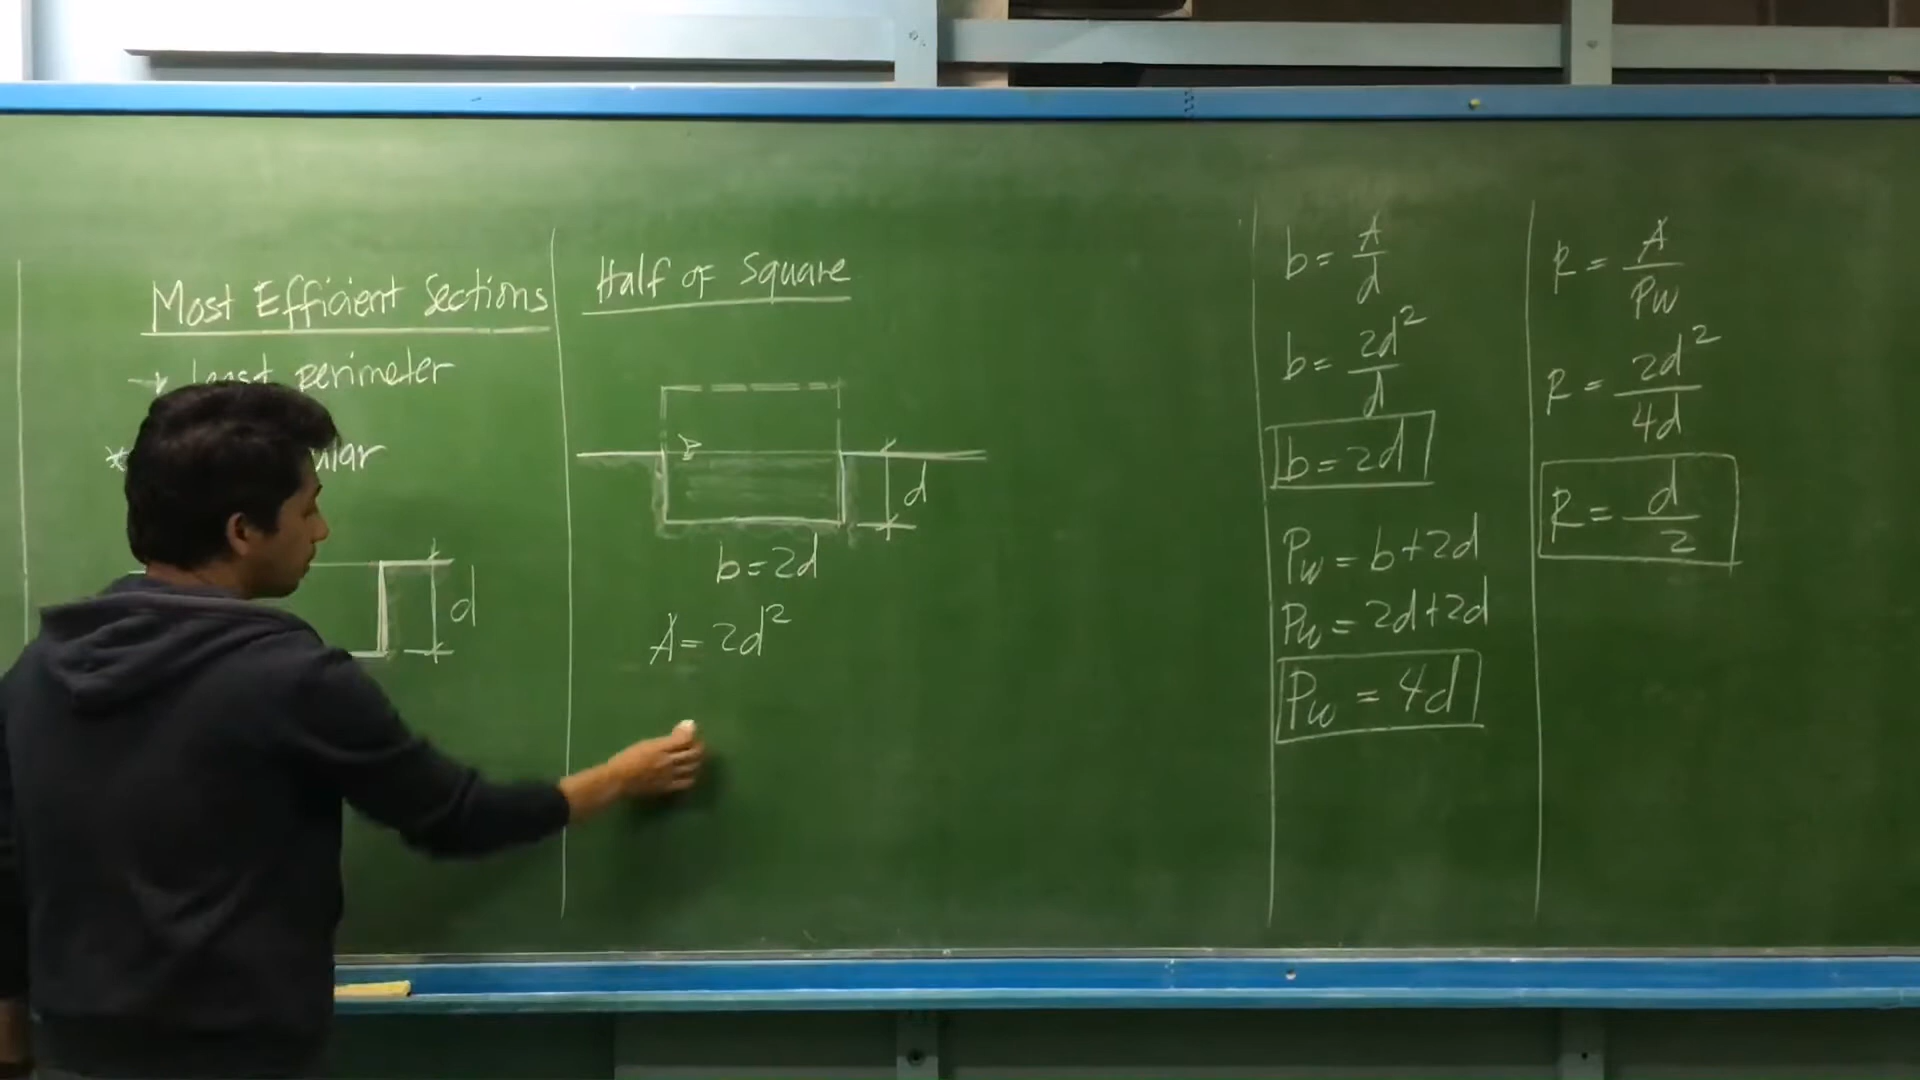 Most Efficient Sections
Least perimeter
*
d
Half of Square
d
b = 2d
A = 2d²
b = A/d
b = 2d²/d
b = 2d
Pw = b+2d
Pw = 2d+2d
Pw = 4d
R = A/Pw
R = 2d²/4d
R = d/2